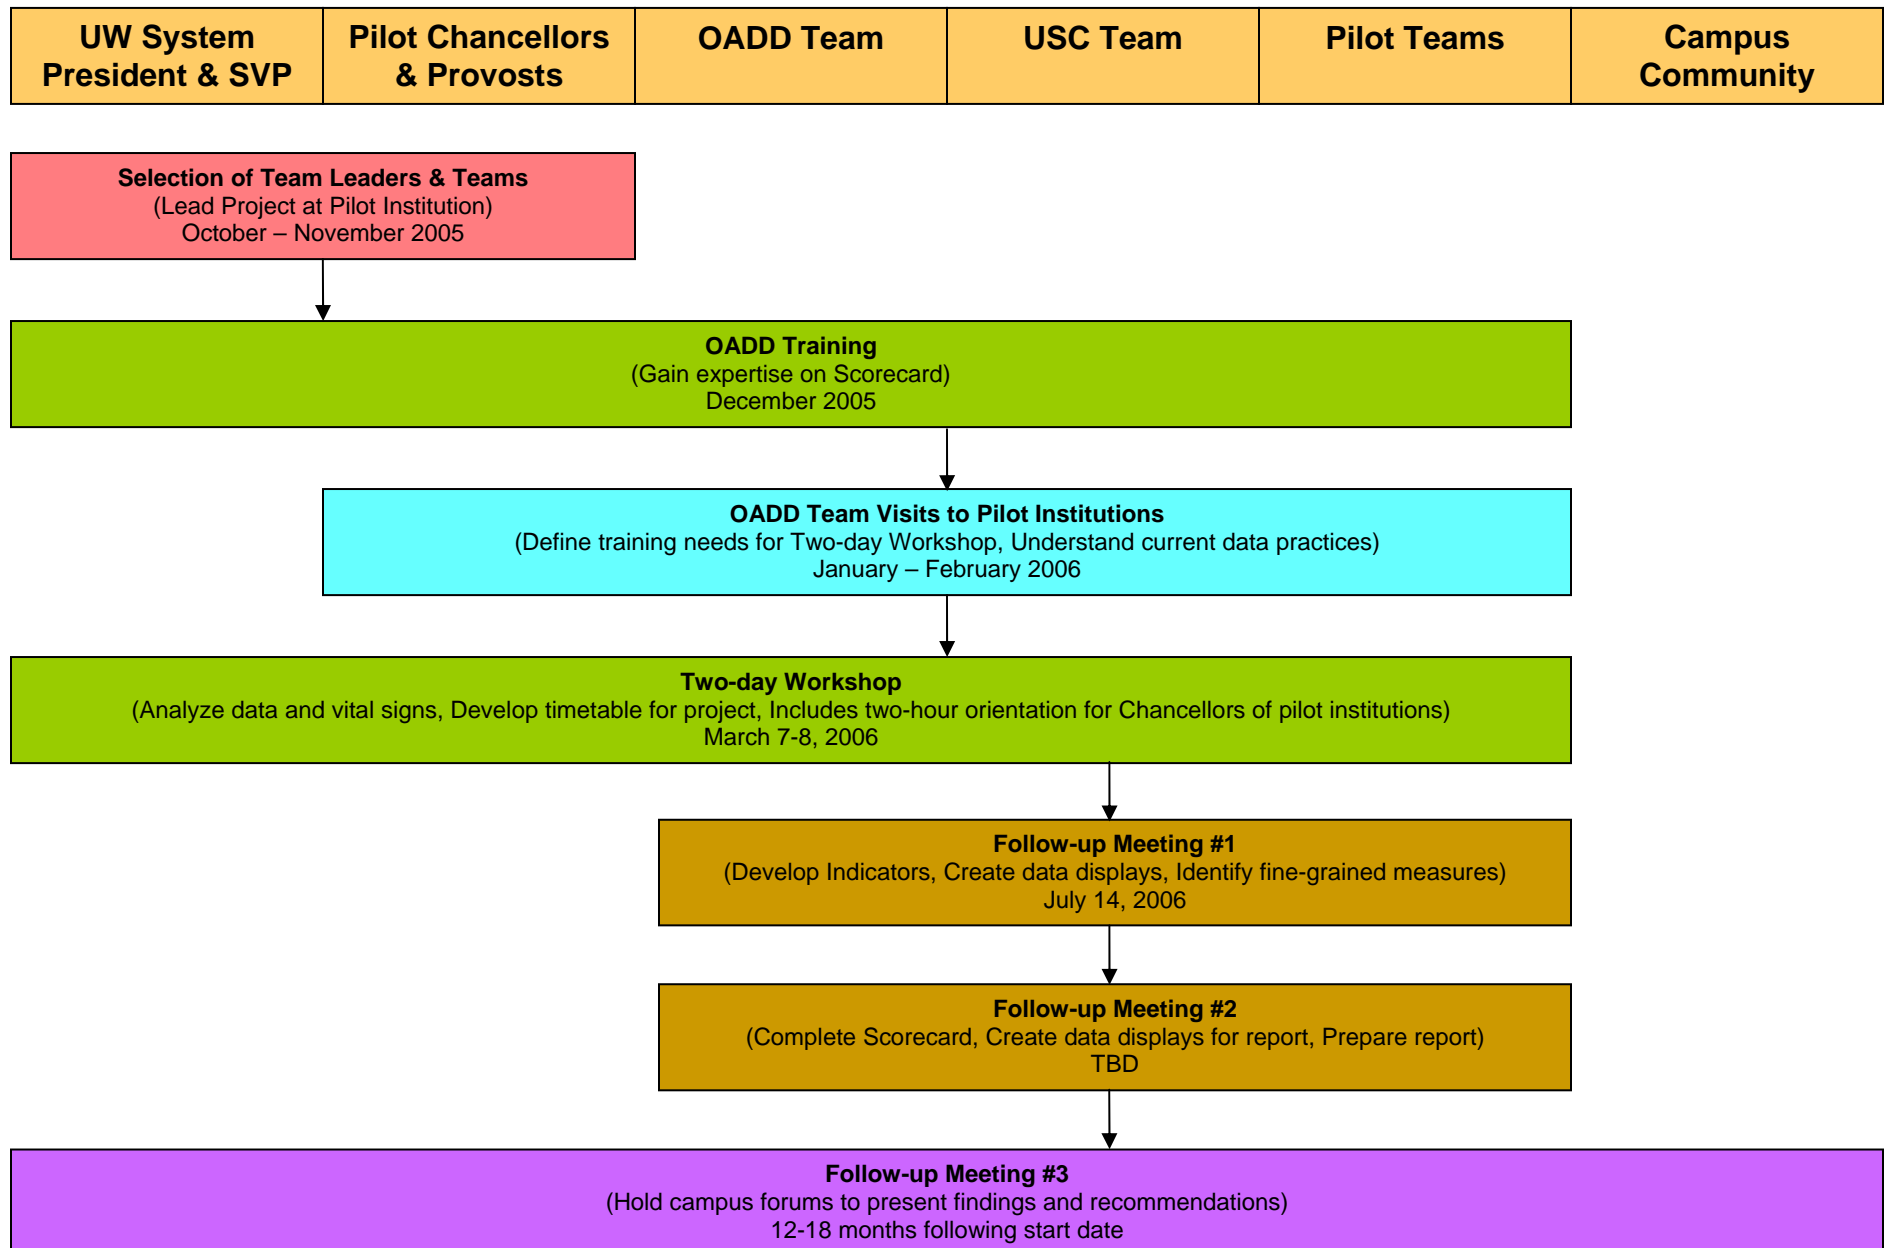 UW System
President & SVP
Pilot Chancellors
& Provosts
OADD Team
USC Team
Pilot Teams
Campus
Community
Selection of Team Leaders & Teams
(Lead Project at Pilot Institution)
October – November 2005
OADD Training
(Gain expertise on Scorecard)
December 2005
OADD Team Visits to Pilot Institutions
(Define training needs for Two-day Workshop, Understand current data practices)
January – February 2006
Two-day Workshop
(Analyze data and vital signs, Develop timetable for project, Includes two-hour orientation for Chancellors of pilot institutions)
March 7-8, 2006
Follow-up Meeting #1
(Develop Indicators, Create data displays, Identify fine-grained measures)
July 14, 2006
Follow-up Meeting #2
(Complete Scorecard, Create data displays for report, Prepare report)
TBD
Follow-up Meeting #3
(Hold campus forums to present findings and recommendations)
12-18 months following start date